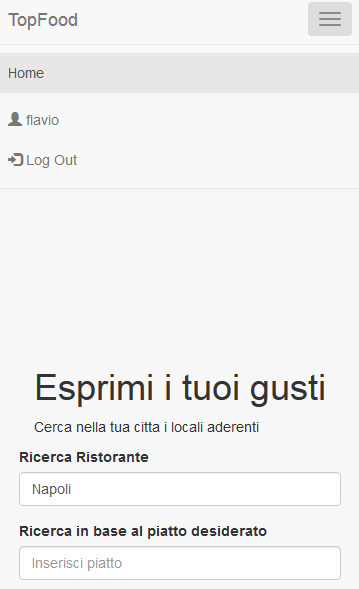 TopFood
Home
flavio
Log Out
Esprimi i tuoi gusti
Cerca nella tua citta i locali aderenti
Ricerca Ristorante
Napoli
Ricerca in base al piatto desiderato
Inserisci piatto